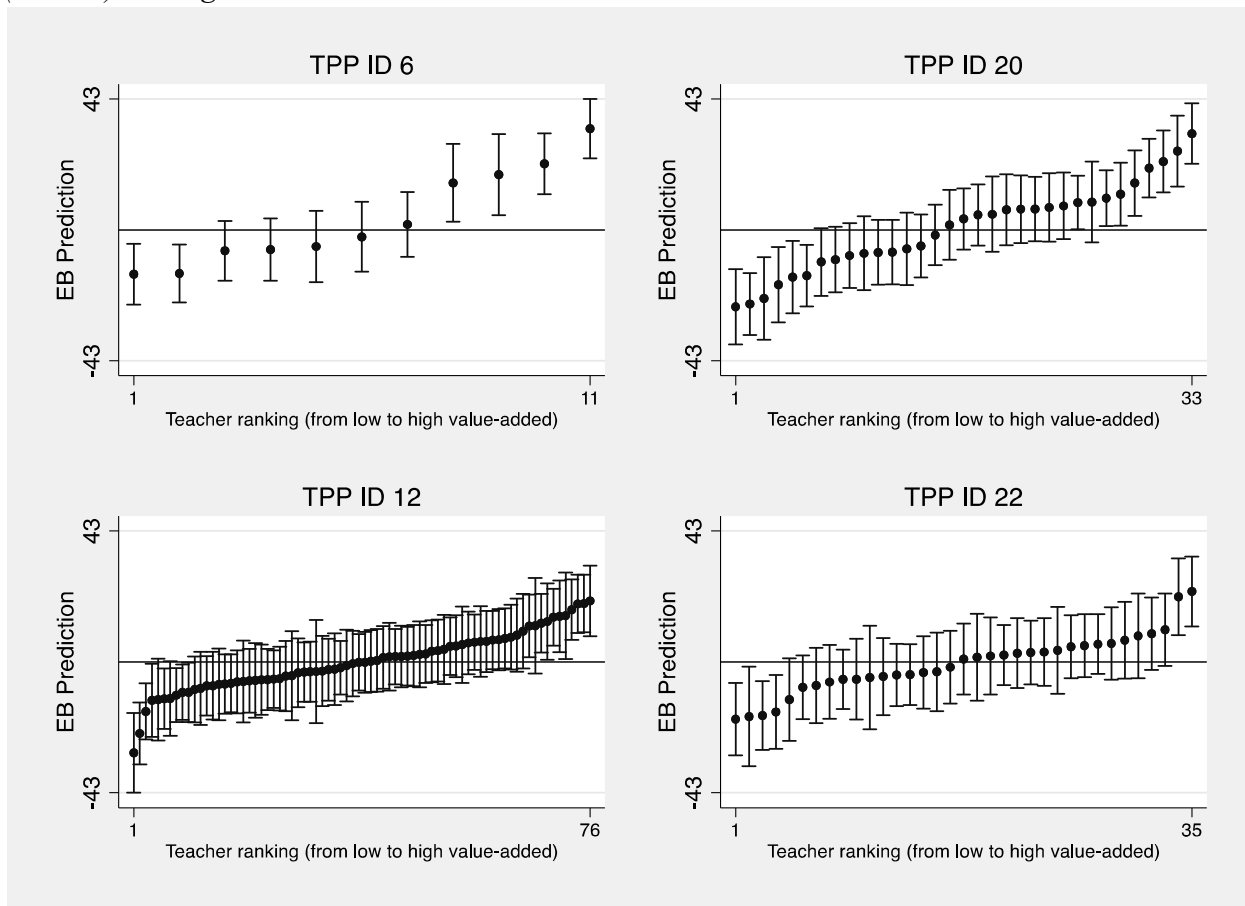 TPP ID 6
43
EB Prediction
-43
1
11
Teacher ranking (from low to high value-added)
TPP ID 20
43
EB Prediction
-43
1
33
Teacher ranking (from low to high value-added)
TPP ID 12
43
EB Prediction
-43
1
76
Teacher ranking (from low to high value-added)
TPP ID 22
43
EB Prediction
-43
1
35
Teacher ranking (from low to high value-added)